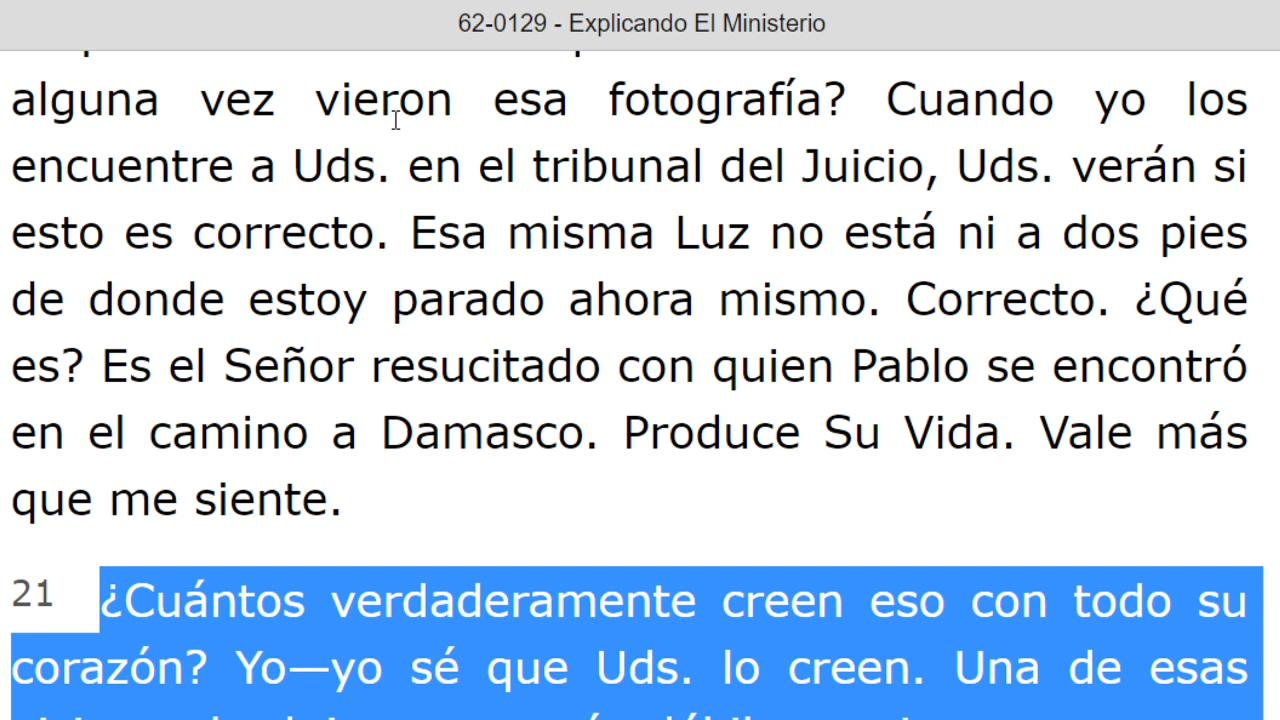 62-0129 - Explicando El Ministerio
alguna vez vieron esa fotografía? Cuando yo los
encuentre a Uds. en el tribunal del Juicio, Uds. verán si
esto es correcto. Esa misma Luz no está ni a dos pies
de donde estoy parado ahora mismo. Correcto. ¿Qué
es? Es el Señor resucitado con quien Pablo se encontró
en el camino a Damasco. Produce Su Vida. Vale más
que me siente.
21 ¿Cuántos verdaderamente creen eso con todo su
corazón? Yo—yo sé que Uds. lo creen. Una de esas